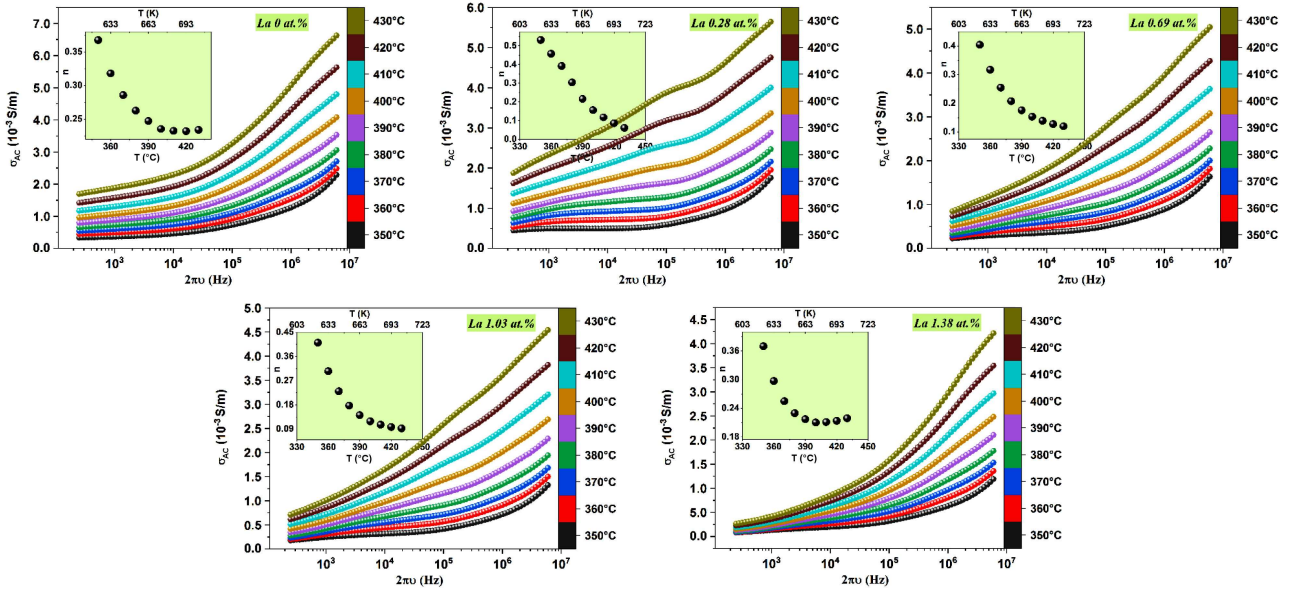 T (K)
633 663 693
La 0 at.%
7.0
6.0
5.0
4.0
3.0
2.0
1.0
0.0
σAC (10⁻³ S/m)
0.35
0.30
0.25
n
360 390 420
T (°C)
10³ 10⁴ 10⁵ 10⁶ 10⁷
2πυ (Hz)
430°C
420°C
410°C
400°C
390°C
380°C
370°C
360°C
350°C
T (K)
603 633 663 693 723
La 0.28 at.%
6.0
5.0
4.0
3.0
2.0
1.0
0.0
σAC (10⁻³ S/m)
0.5
0.4
0.3
0.2
0.1
0.0
n
330 360 390 420 450
T (°C)
10³ 10⁴ 10⁵ 10⁶ 10⁷
2πυ (Hz)
430°C
420°C
410°C
400°C
390°C
380°C
370°C
360°C
350°C
T (K)
603 633 663 693 723
La 0.69 at.%
5.0
4.0
3.0
2.0
1.0
0.0
σAC (10⁻³ S/m)
0.4
0.3
0.2
0.1
n
330 360 390 420 450
T (°C)
10³ 10⁴ 10⁵ 10⁶ 10⁷
2πυ (Hz)
430°C
420°C
410°C
400°C
390°C
380°C
370°C
360°C
350°C
T (K)
603 633 663 693 723
La 1.03 at.%
5.0
4.5
4.0
3.5
3.0
2.5
2.0
1.5
1.0
0.5
0.0
σAC (10⁻³ S/m)
0.45
0.36
0.27
0.18
0.09
n
330 360 390 420 450
T (°C)
10³ 10⁴ 10⁵ 10⁶ 10⁷
2πυ (Hz)
430°C
420°C
410°C
400°C
390°C
380°C
370°C
360°C
350°C
T (K)
603 633 663 693 723
La 1.38 at.%
4.5
4.0
3.5
3.0
2.5
2.0
1.5
1.0
0.5
0.0
σAC (10⁻³ S/m)
0.36
0.30
0.24
0.18
n
330 360 390 420 450
T (°C)
10³ 10⁴ 10⁵ 10⁶ 10⁷
2πυ (Hz)
430°C
420°C
410°C
400°C
390°C
380°C
370°C
360°C
350°C